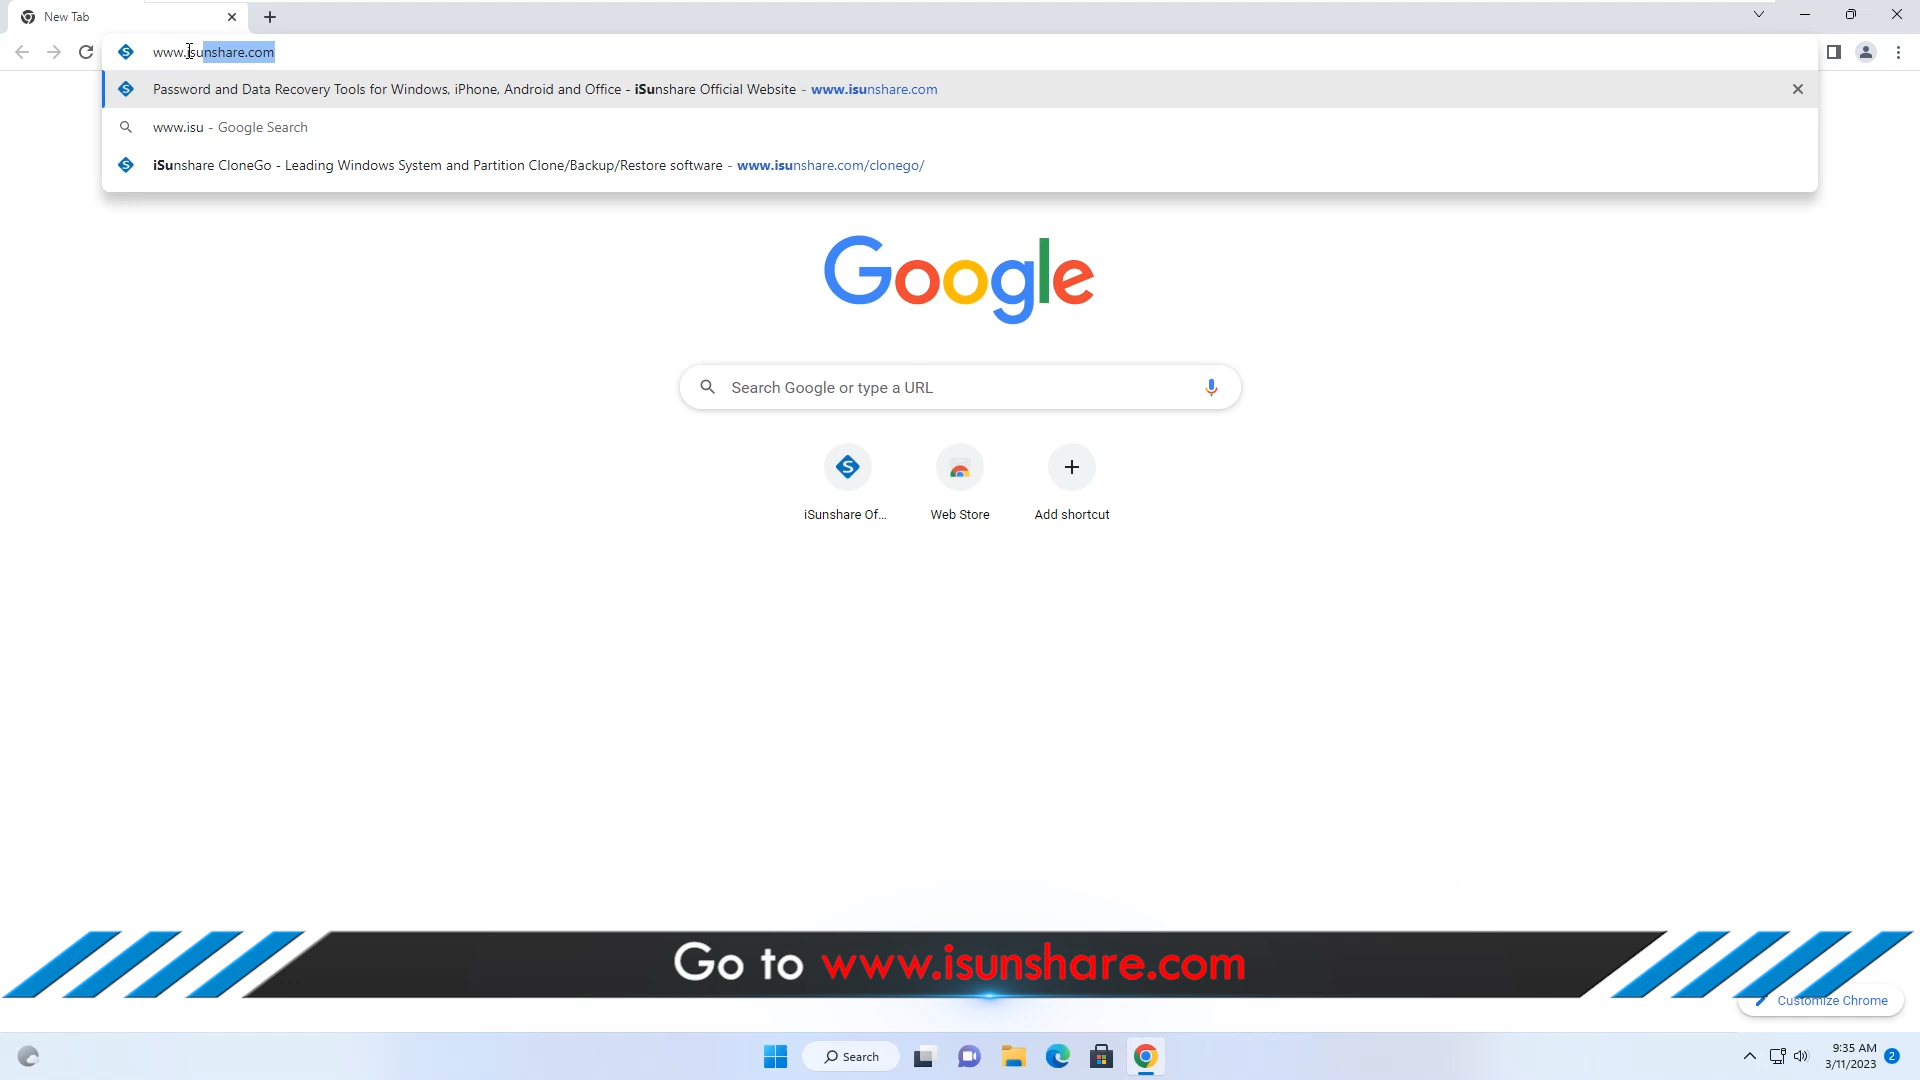 New Tab
www.isunshare.com
Password and Data Recovery Tools for Windows, iPhone, Android and Office - iSunshare Official Website - www.isunshare.com
www.isu - Google Search
iSunshare CloneGo - Leading Windows System and Partition Clone/Backup/Restore software - www.isunshare.com/clonego/
Google
Search Google or type a URL
iSunshare Of...
Web Store
Add shortcut
Go to www.isunshare.com
Customize Chrome
Search
9:35 AM
3/11/2023
2